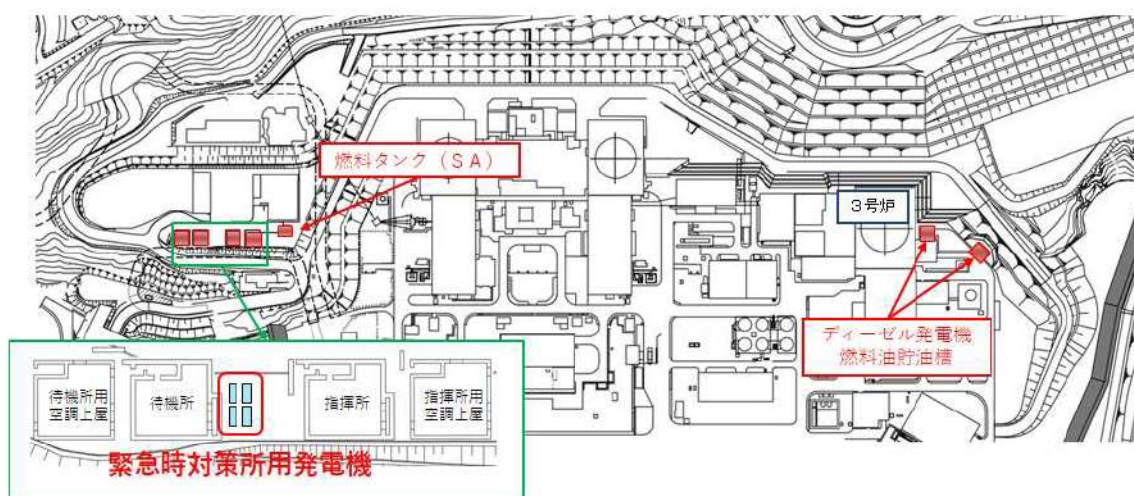 燃料タンク（ＳＡ）
３号炉
ディーゼル発電機
燃料油貯油槽
待機所用
空調上屋
待機所
指揮所
指揮所用
空調上屋
緊急時対策所用発電機